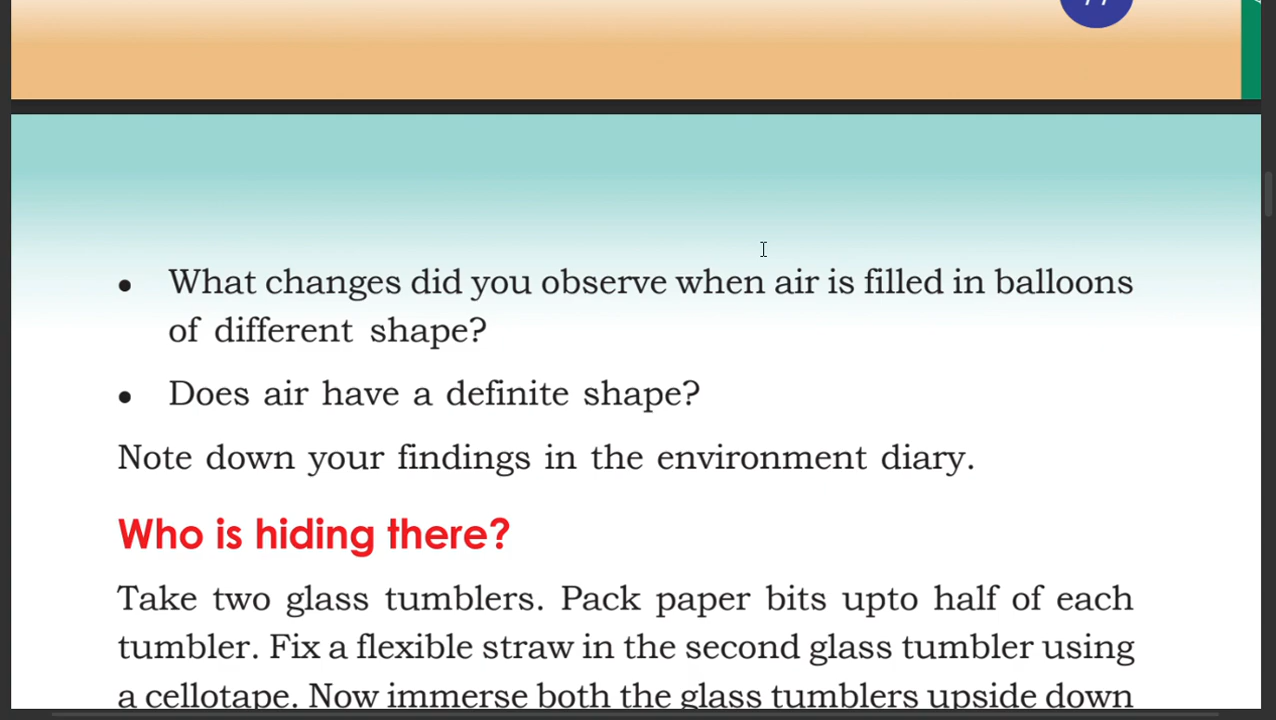 • What changes did you observe when air is filled in balloons
of different shape?
• Does air have a definite shape?
Note down your findings in the environment diary.
Who is hiding there?
Take two glass tumblers. Pack paper bits upto half of each
tumbler. Fix a flexible straw in the second glass tumbler using
a cellotape. Now immerse both the glass tumblers upside down